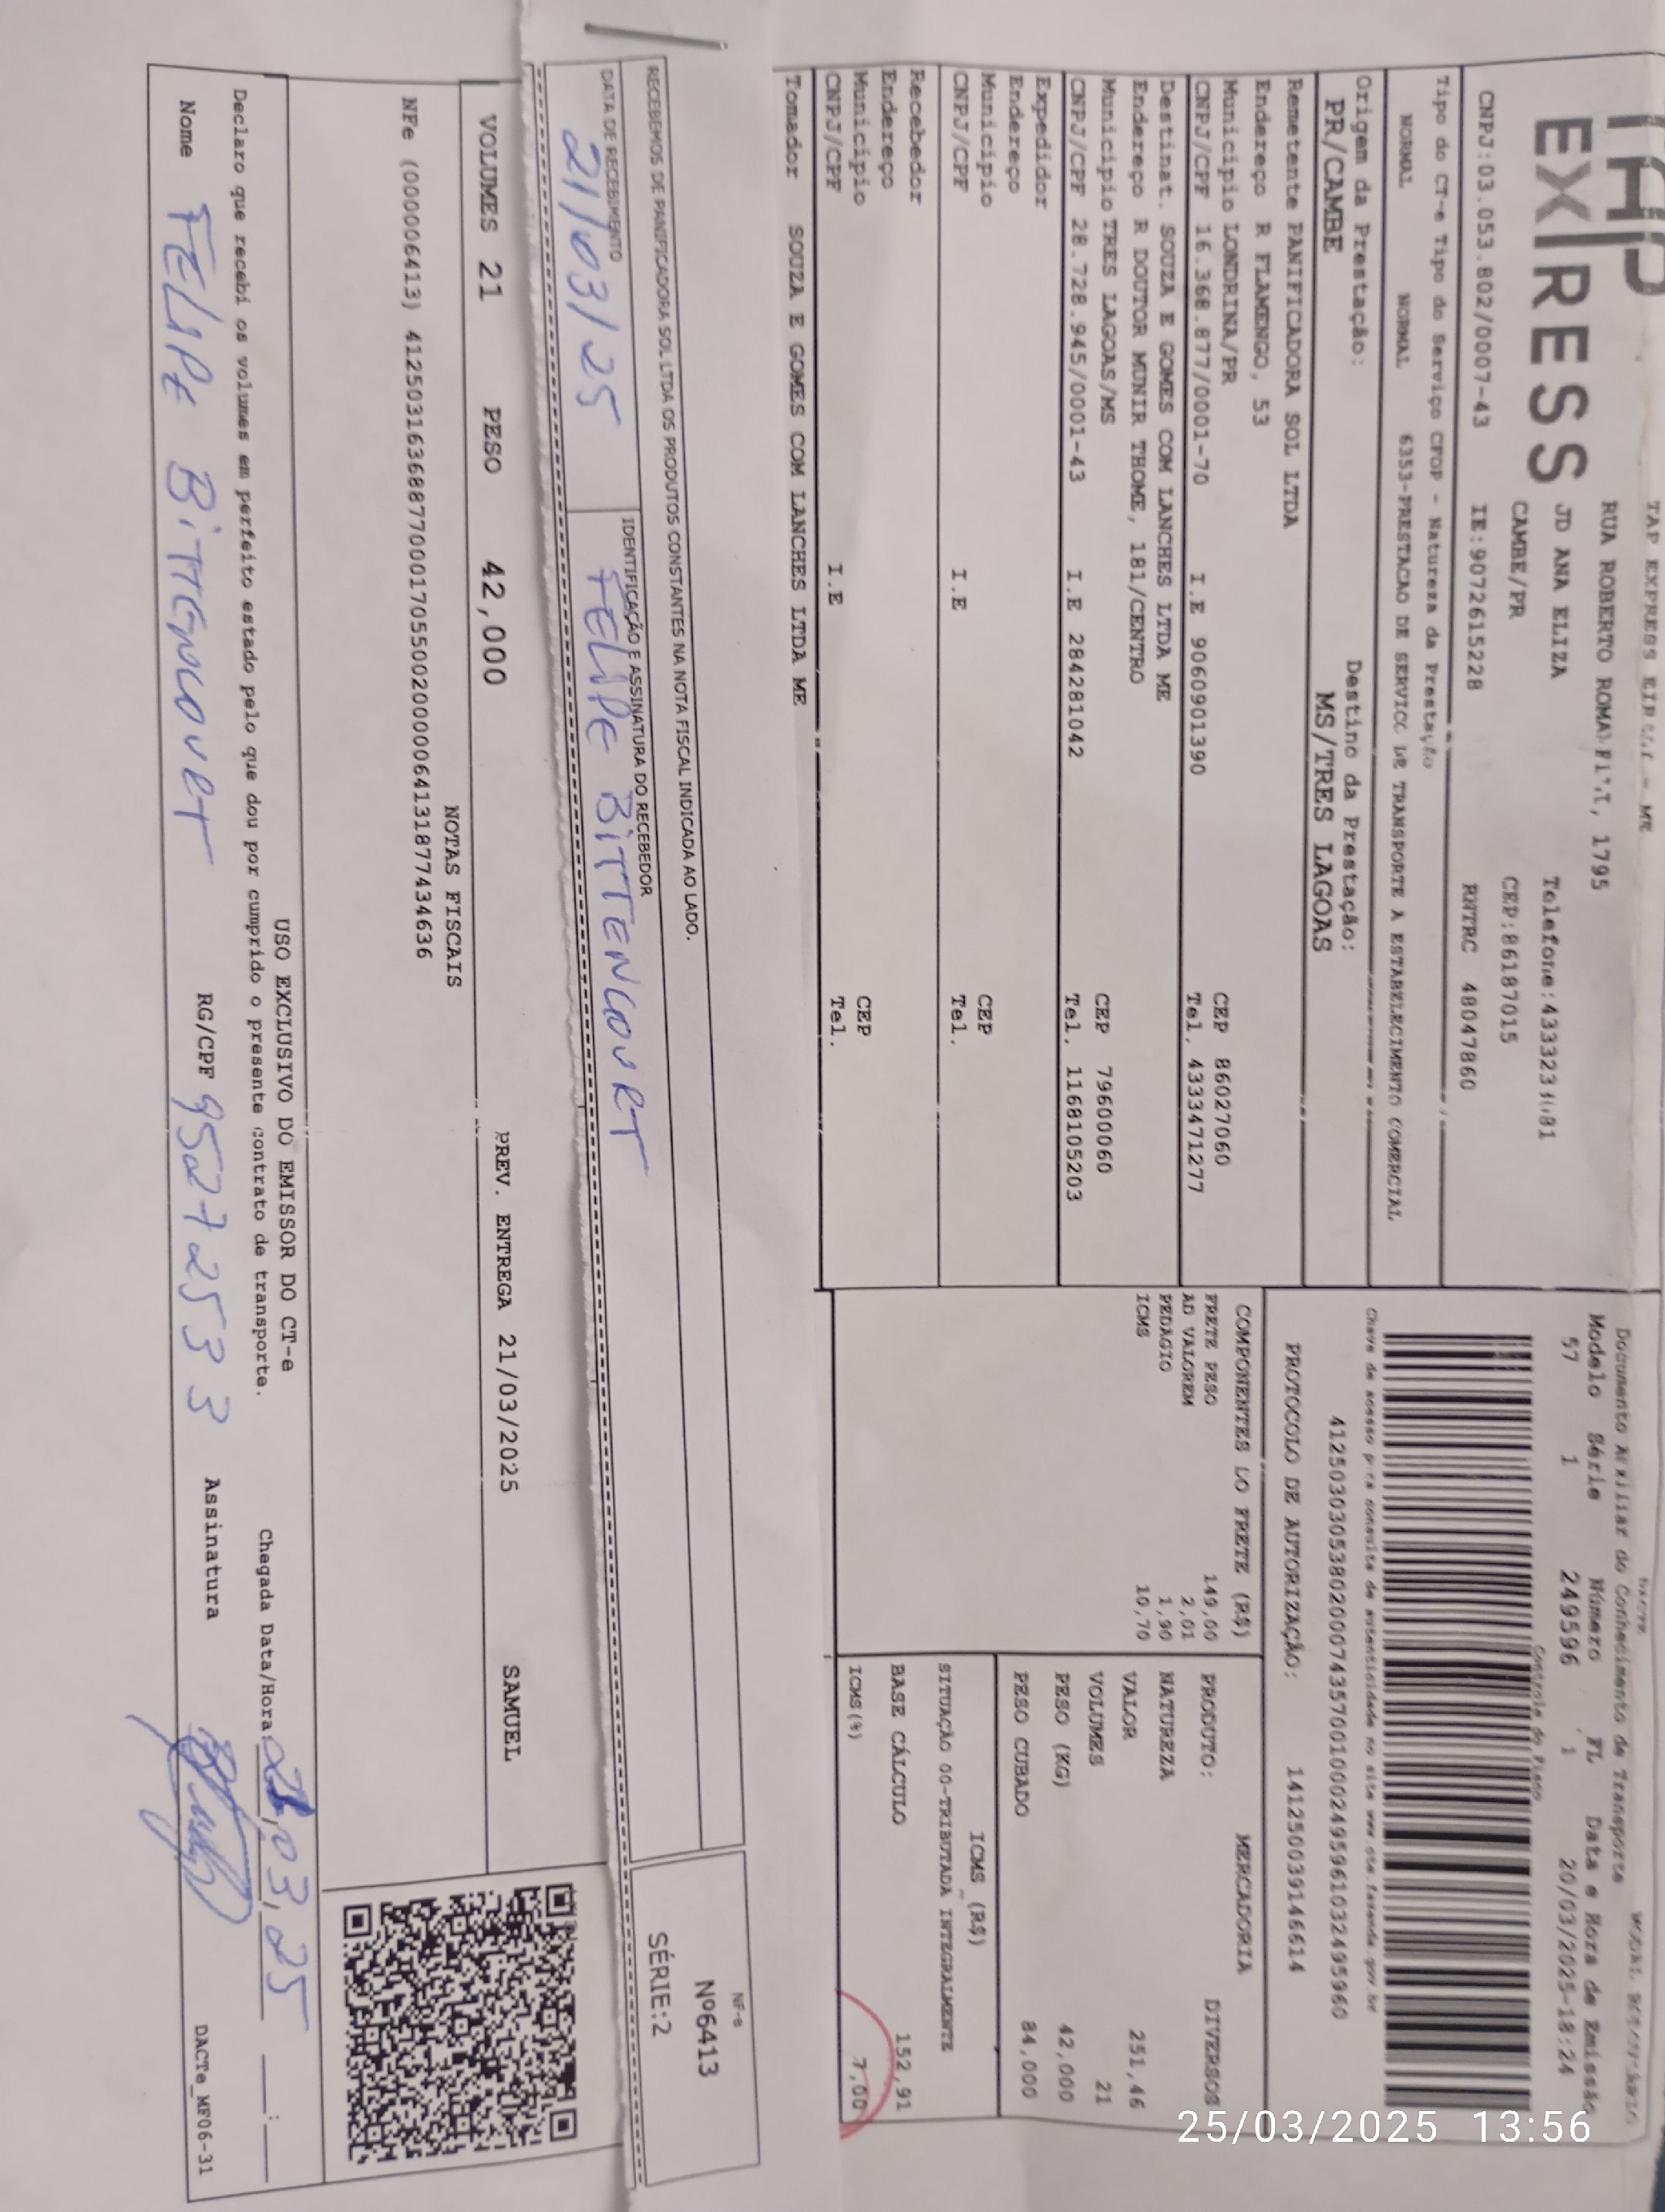 TAP EXPRESS
TAP EXPRESS EIRELI - ME
RUA ROBERTO 1795
JD ANA ELIZA
CAMBE/PR
CEP:86187015
CNPJ:03.053.802/0007-43 IE:9072615228 RNTRC 48047860
Tipo do CT-e Tipo do Serviço CFOP - Natureza da Prestação
NORMAL NORMAL 6353-PRESTACAO DE SERVICO DE TRANSPORTE A ESTABELECIMENTO COMERCIAL
Origem da Prestação: Destino da Prestação:
PR/CAMBE MS/TRES LAGOAS
Remetente PANIFICADORA SOL LTDA
Endereço R FLAMENGO, 53
Município LONDRINA/PR CEP 86027060
CNPJ/CPF 16.368.877/0001-70 I.E 9060901390 Tel. 4333471277
Destinat. SOUZA E GOMES COM LANCHES LTDA ME
Endereço R DOUTOR MUNIR THOME, 181/CENTRO
Município TRES LAGOAS/MS CEP 79600060
CNPJ/CPF 28.728.945/0001-43 I.E 284281042 Tel. 1168105203
Expedidor
Endereço
Município CEP
CNPJ/CPF I.E Tel.
Recebedor
Endereço
Município CEP
CNPJ/CPF I.E Tel.
Tomador SOUZA E GOMES COM LANCHES LTDA ME
DACTE
Documento Auxiliar do Conhecimento de Transporte
Modelo Série Número FL Data e Hora de Emissão
57 1 249596 1 20/03/2025-18:24
Controle do Fisco
Chave de acesso para consulta de autenticidade no site www.cte.fazenda.gov.br
41250303053802000743570010002495961032495960
PROTOCOLO DE AUTORIZAÇÃO: 141250039146614
COMPONENTES DO FRETE (R$)
FRETE PESO 149,00
AD VALOREM 2,01
PEDAGIO 1,90
ICMS 10,70
MERCADORIA
PRODUTO: DIVERSOS
NATUREZA
VALOR 251,46
VOLUMES 21
PESO (KG) 42,000
PESO CUBADO 84,000
ICMS (R$)
SITUAÇÃO 00-TRIBUTADA INTEGRALMENTE
BASE CÁLCULO 152,91
ICMS(%) 7,00
RECEBEMOS DE PANIFICADORA SOL LTDA OS PRODUTOS CONSTANTES NA NOTA FISCAL INDICADA AO LADO.
DATA DE RECEBIMENTO
21/03/25
IDENTIFICAÇÃO E ASSINATURA DO RECEBEDOR
FELIPE BITTENCOURT
NF-e
Nº6413
SÉRIE:2
VOLUMES 21 PESO 42,000 PREV. ENTREGA 21/03/2025 SAMUEL
NOTAS FISCAIS
NFe (000006413) 41250316368877000170550020000064131877434636
USO EXCLUSIVO DO EMISSOR DO CT-e
Declaro que recebi os volumes em perfeito estado pelo que dou por cumprido o presente contrato de transporte.
Chegada Data/Hora 21,03,25 __:__
Nome FELIPE BITTENCOURT RG/CPF 9527253 3 Assinatura
DACTe_MF06-31
25/03/2025 13:56